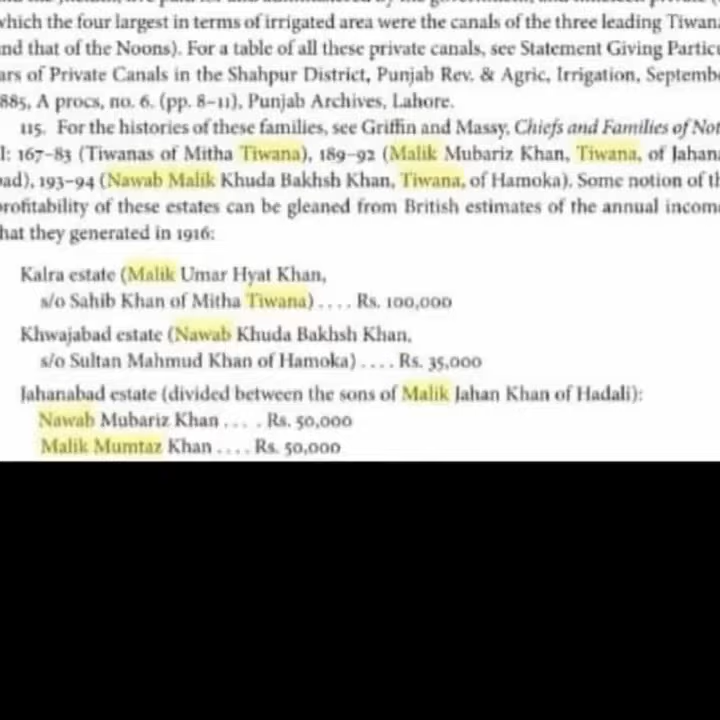 which the four largest in terms of irrigated area were the canals of the three leading Tiwan
nd that of the Noons). For a table of all these private canals, see Statement Giving Particu
ars of Private Canals in the Shahpur District, Punjab Rev. & Agric, Irrigation, Septembe
885, A procs, no. 6. (pp. 8–11), Punjab Archives, Lahore.
115. For the histories of these families, see Griffin and Massy, Chiefs and Families of Not
I: 167–83 (Tiwanas of Mitha Tiwana), 189–92 (Malik Mubariz Khan, Tiwana, of Jahana
bad), 193–94 (Nawab Malik Khuda Bakhsh Khan, Tiwana, of Hamoka). Some notion of th
profitability of these estates can be gleaned from British estimates of the annual income
hat they generated in 1916:
Kalra estate (Malik Umar Hyat Khan,
s/o Sahib Khan of Mitha Tiwana) .... Rs. 100,000
Khwajabad estate (Nawab Khuda Bakhsh Khan,
s/o Sultan Mahmud Khan of Hamoka) .... Rs. 35,000
Jahanabad estate (divided between the sons of Malik Jahan Khan of Hadali):
Nawab Mubariz Khan .... Rs. 50,000
Malik Mumtaz Khan .... Rs. 50,000